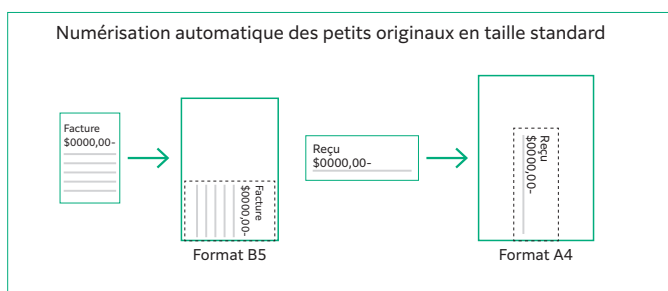 Numérisation automatique des petits originaux en taille standard
Facture
$0000,00-
Facture
$0000,00-
Format B5
Reçu
$0000,00-
Reçu
$0000,00-
Format A4